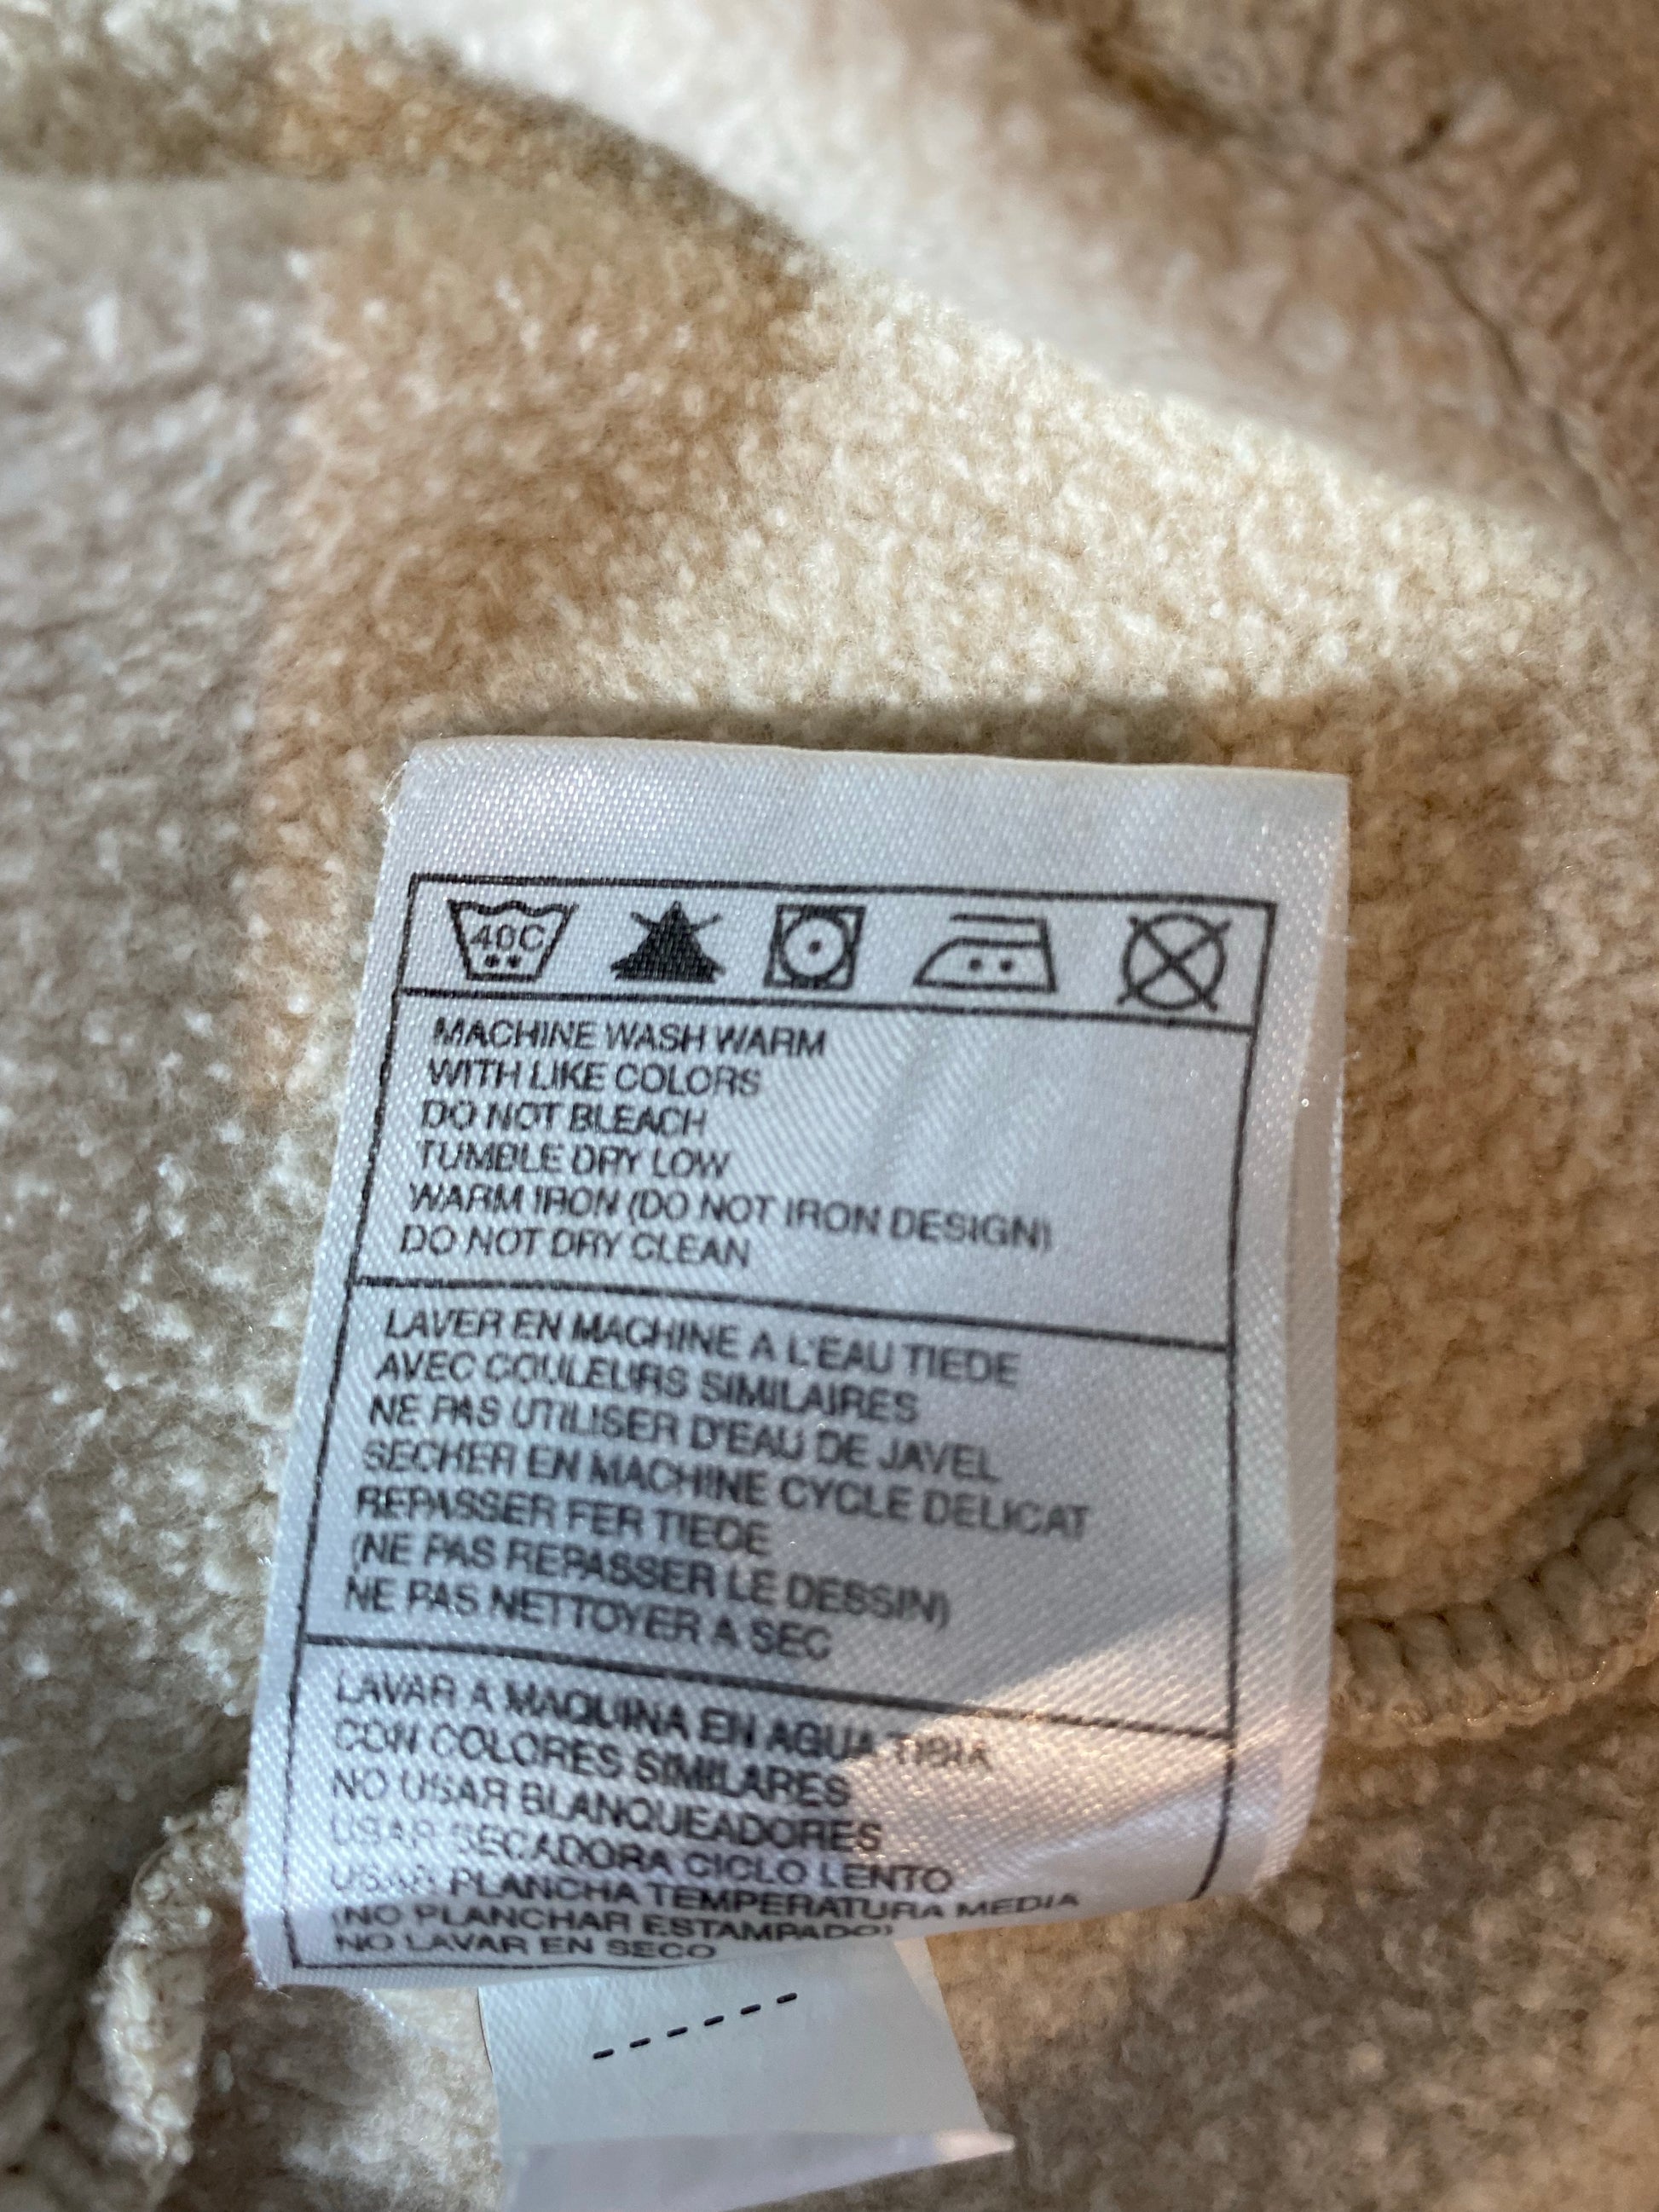 40C
MACHINE WASH WARM
WITH LIKE COLORS
DO NOT BLEACH
TUMBLE DRY LOW
WARM IRON (DO NOT IRON DESIGN)
DO NOT DRY CLEAN
LAVER EN MACHINE A L'EAU TIEDE
AVEC COULEURS SIMILAIRES
NE PAS UTILISER D'EAU DE JAVEL
SECHER EN MACHINE CYCLE DELICAT
REPASSER FER TIEDE
(NE PAS REPASSER LE DESSIN)
NE PAS NETTOYER A SEC
LAVAR A MAQUINA EN AGUA TIBIA
CON COLORES SIMILARES
NO USAR BLANQUEADORES
USAR SECADORA CICLO LENTO
USAR PLANCHA TEMPERATURA MEDIA
(NO PLANCHAR ESTAMPADO)
NO LAVAR EN SECO